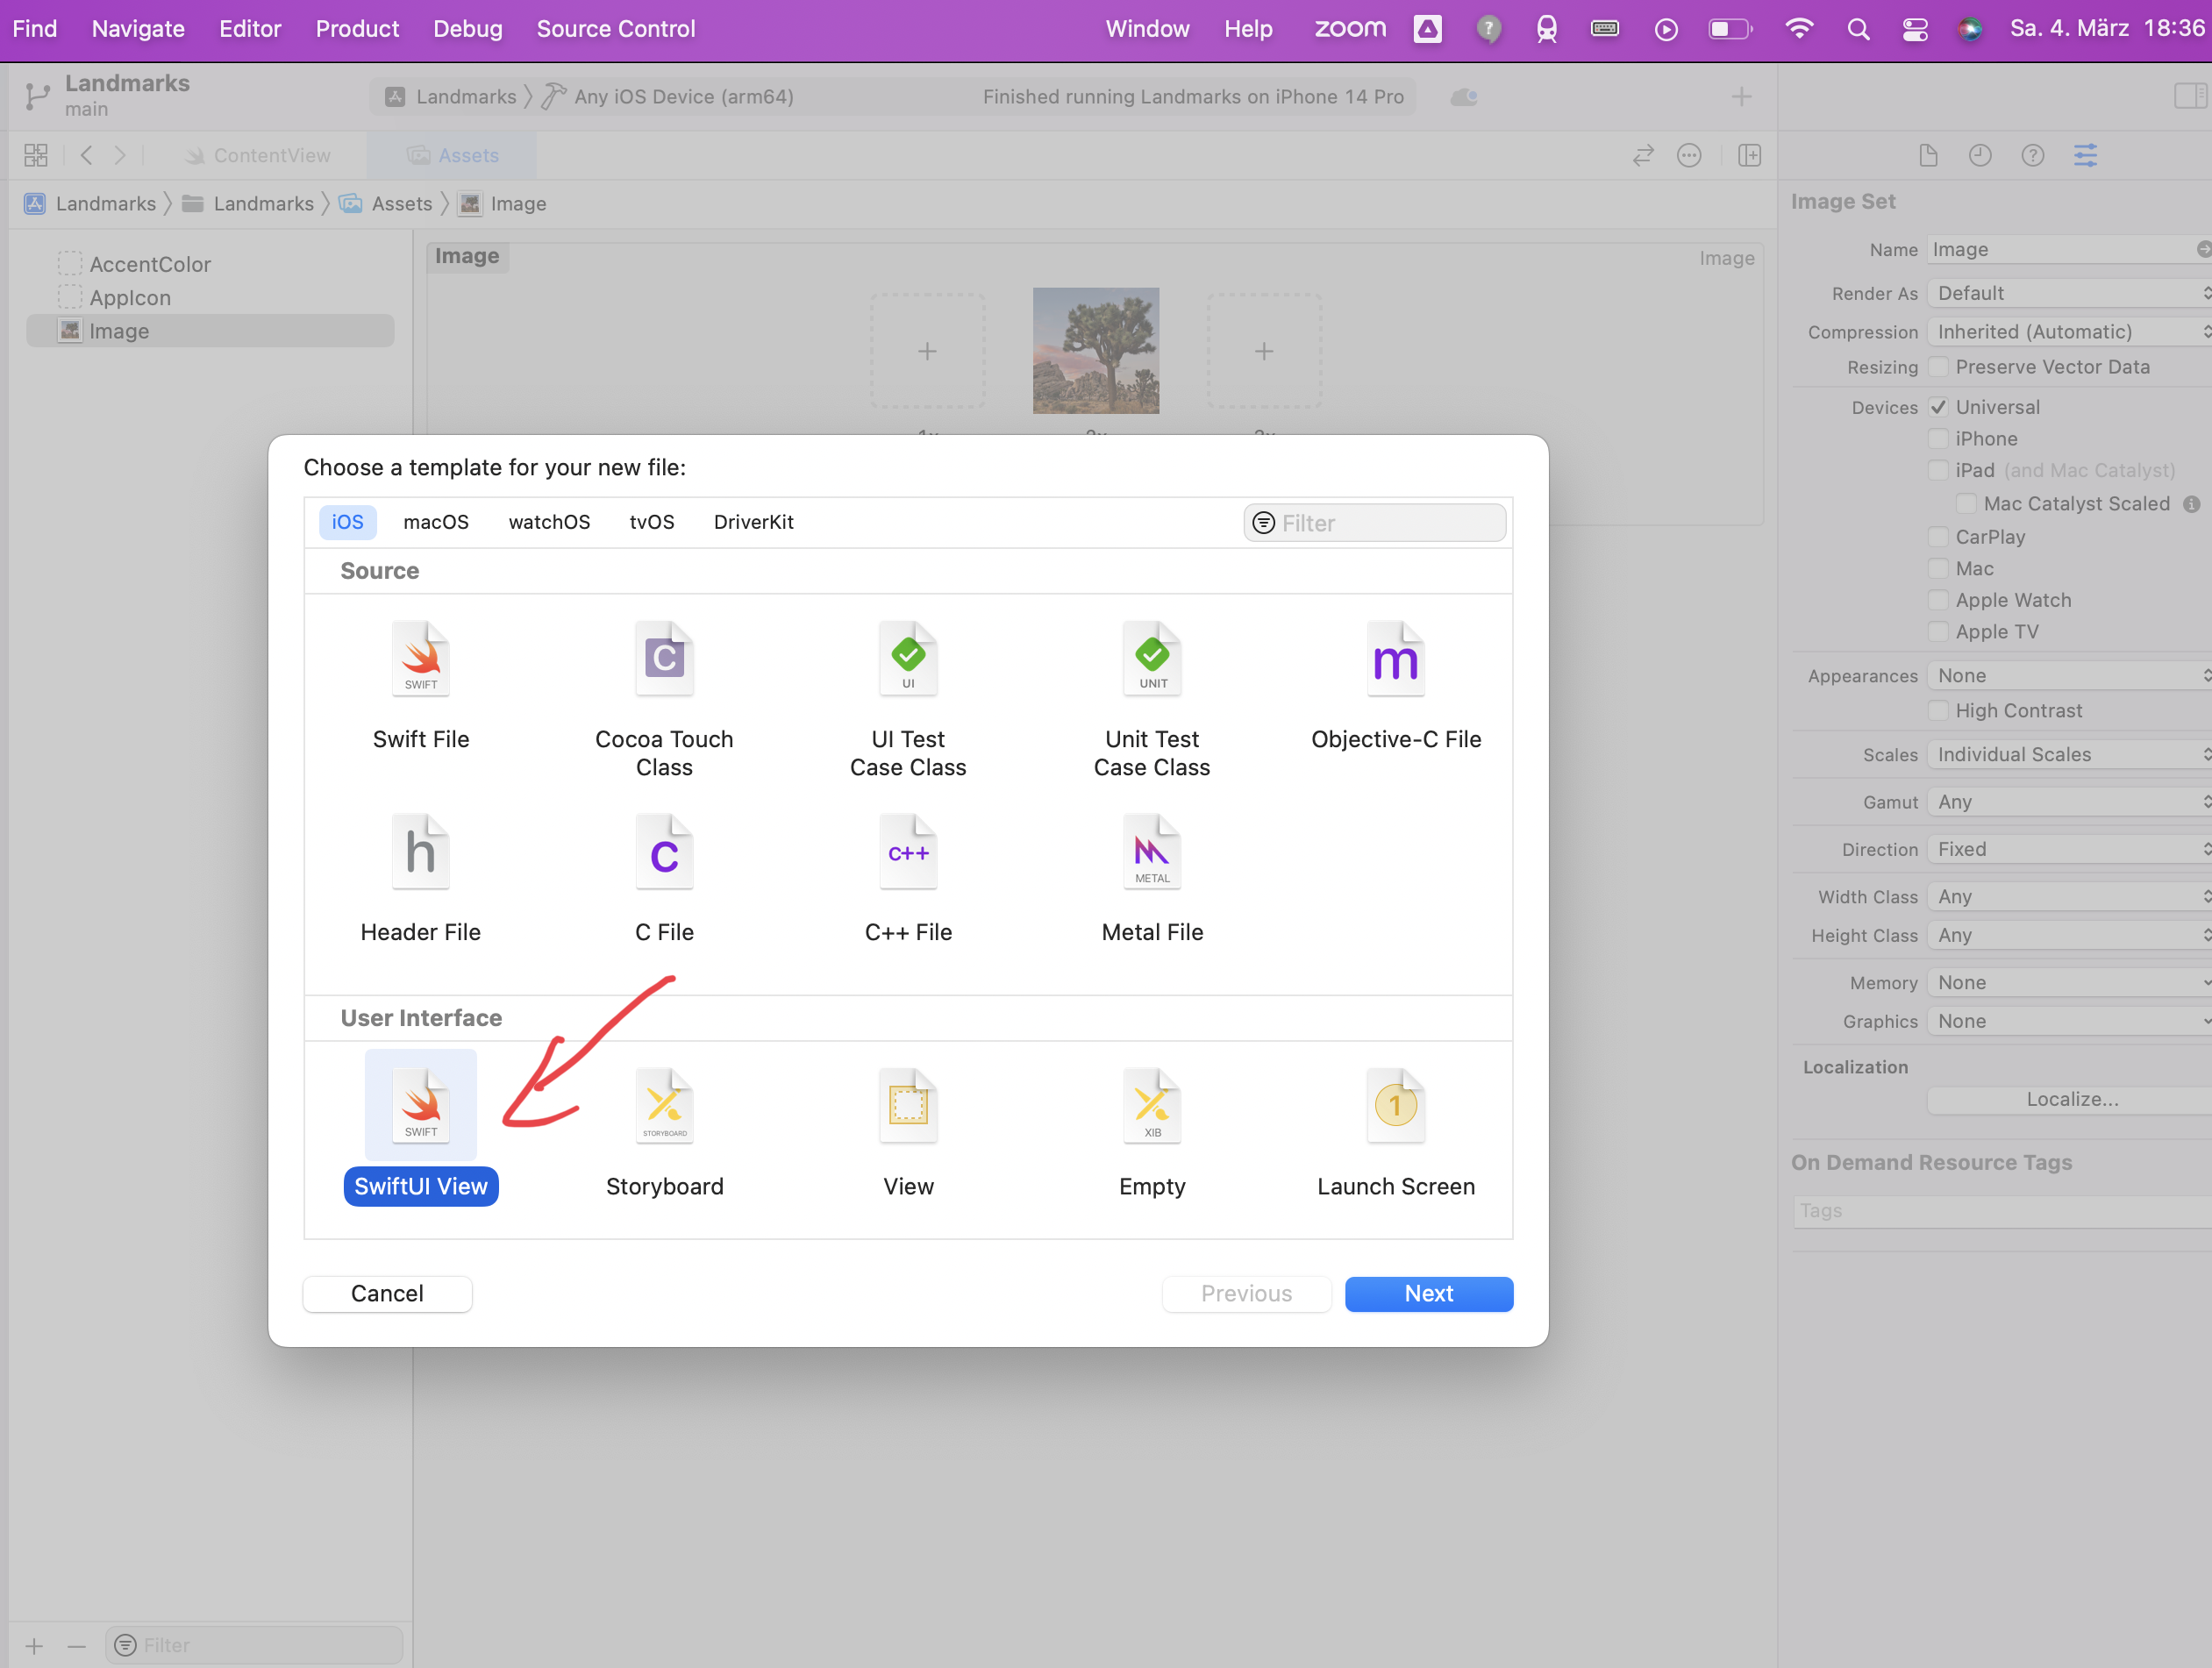 Find Navigate Editor Product Debug Source Control Window Help zoom Sa. 4. März 18:36
Landmarks
main
Landmarks Any iOS Device (arm64) Finished running Landmarks on iPhone 14 Pro
ContentView Assets
Landmarks Landmarks Assets Image
AccentColor
AppIcon
Image
Image
Image
Choose a template for your new file:
iOS macOS watchOS tvOS DriverKit Filter
Source
SWIFT
Swift File
C
Cocoa Touch
Class
UI
UI Test
Case Class
UNIT
Unit Test
Case Class
m
Objective-C File
h
Header File
C
C File
C++
C++ File
METAL
Metal File
User Interface
SWIFT
SwiftUI View
STORYBOARD
Storyboard
View
XIB
Empty
1
Launch Screen
Cancel Previous Next
Filter
Image Set
Name Image
Render As Default
Compression Inherited (Automatic)
Resizing Preserve Vector Data
Devices Universal
iPhone
iPad (and Mac Catalyst)
Mac Catalyst Scaled
CarPlay
Mac
Apple Watch
Apple TV
Appearances None
High Contrast
Scales Individual Scales
Gamut Any
Direction Fixed
Width Class Any
Height Class Any
Memory None
Graphics None
Localization
Localize...
On Demand Resource Tags
Tags